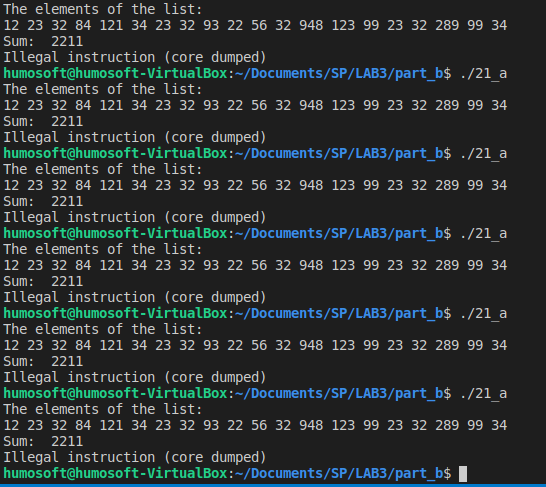 The elements of the list:
12 23 32 84 121 34 23 32 93 22 56 32 948 123 99 23 32 289 99 34
Sum:  2211
Illegal instruction (core dumped)
humosoft@humosoft-VirtualBox:~/Documents/SP/LAB3/part_b$ ./21_a
The elements of the list:
12 23 32 84 121 34 23 32 93 22 56 32 948 123 99 23 32 289 99 34
Sum:  2211
Illegal instruction (core dumped)
humosoft@humosoft-VirtualBox:~/Documents/SP/LAB3/part_b$ ./21_a
The elements of the list:
12 23 32 84 121 34 23 32 93 22 56 32 948 123 99 23 32 289 99 34
Sum:  2211
Illegal instruction (core dumped)
humosoft@humosoft-VirtualBox:~/Documents/SP/LAB3/part_b$ ./21_a
The elements of the list:
12 23 32 84 121 34 23 32 93 22 56 32 948 123 99 23 32 289 99 34
Sum:  2211
Illegal instruction (core dumped)
humosoft@humosoft-VirtualBox:~/Documents/SP/LAB3/part_b$ ./21_a
The elements of the list:
12 23 32 84 121 34 23 32 93 22 56 32 948 123 99 23 32 289 99 34
Sum:  2211
Illegal instruction (core dumped)
humosoft@humosoft-VirtualBox:~/Documents/SP/LAB3/part_b$ ./21_a
The elements of the list:
12 23 32 84 121 34 23 32 93 22 56 32 948 123 99 23 32 289 99 34
Sum:  2211
Illegal instruction (core dumped)
humosoft@humosoft-VirtualBox:~/Documents/SP/LAB3/part_b$